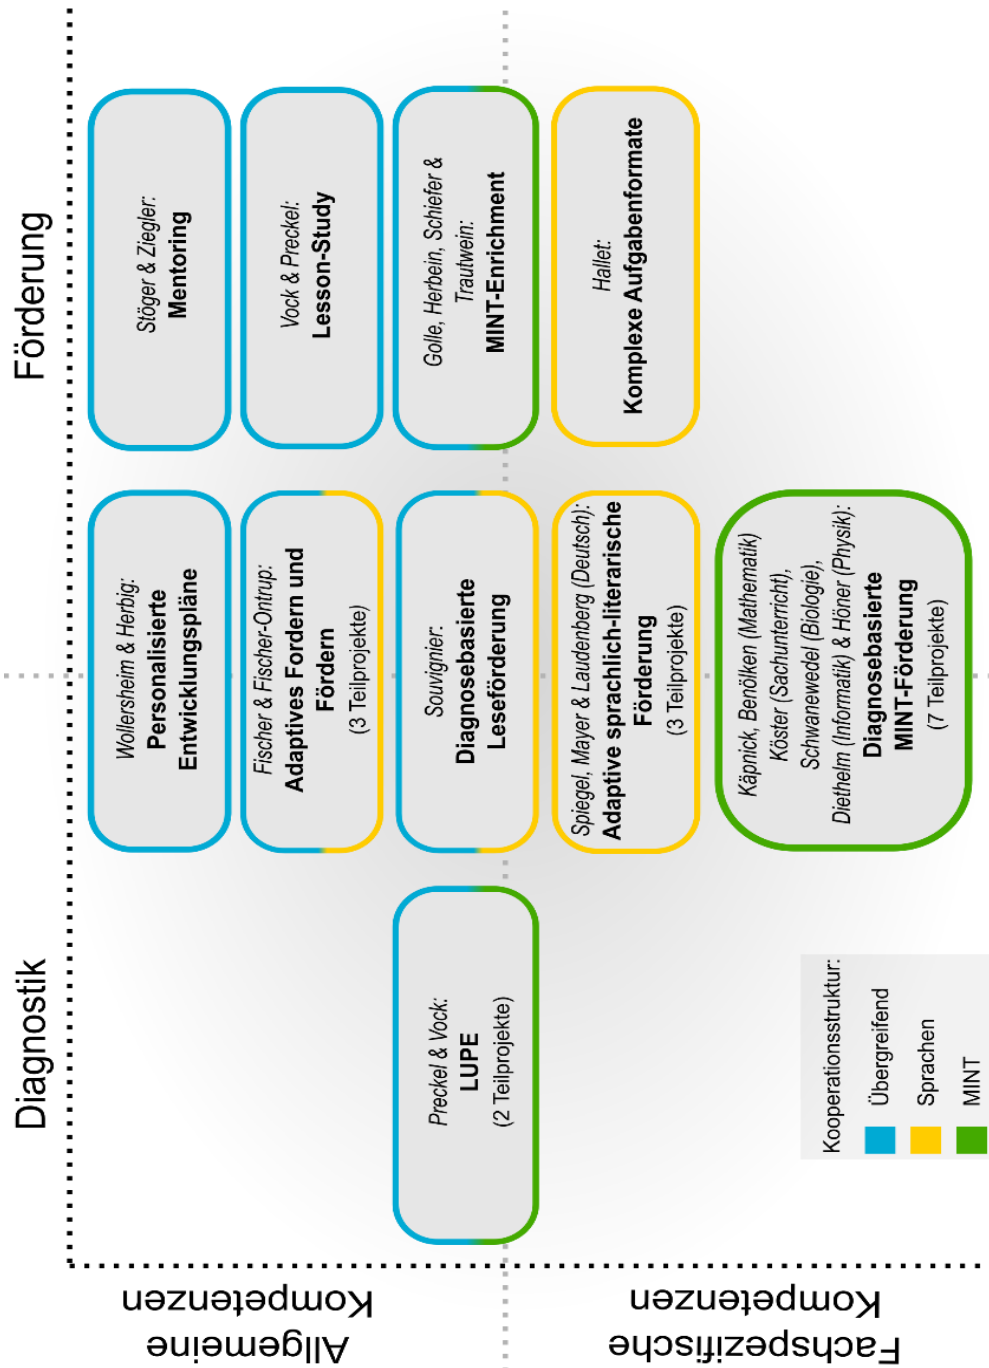 Diagnostik
Förderung
Allgemeine
Kompetenzen
Fachspezifische
Kompetenzen
Wollersheim & Herbig:
Personalisierte
Entwicklungspläne
Stöger & Ziegler:
Mentoring
Fischer & Fischer-Ontrup:
Adaptives Fordern und
Fördern
(3 Teilprojekte)
Vock & Preckel:
Lesson-Study
Preckel & Vock:
LUPE
(2 Teilprojekte)
Souvignier:
Diagnosebasierte
Leseförderung
Golle, Herbein, Schiefer &
Trautwein:
MINT-Enrichment
Spiegel, Mayer & Laudenberg (Deutsch):
Adaptive sprachlich-literarische
Förderung
(3 Teilprojekte)
Hallet:
Komplexe Aufgabenformate
Käpnick, Benölken (Mathematik)
Köster (Sachunterricht),
Schwanewedel (Biologie),
Diethelm (Informatik) & Höner (Physik):
Diagnosebasierte
MINT-Förderung
(7 Teilprojekte)
Kooperationsstruktur:
Übergreifend
Sprachen
MINT